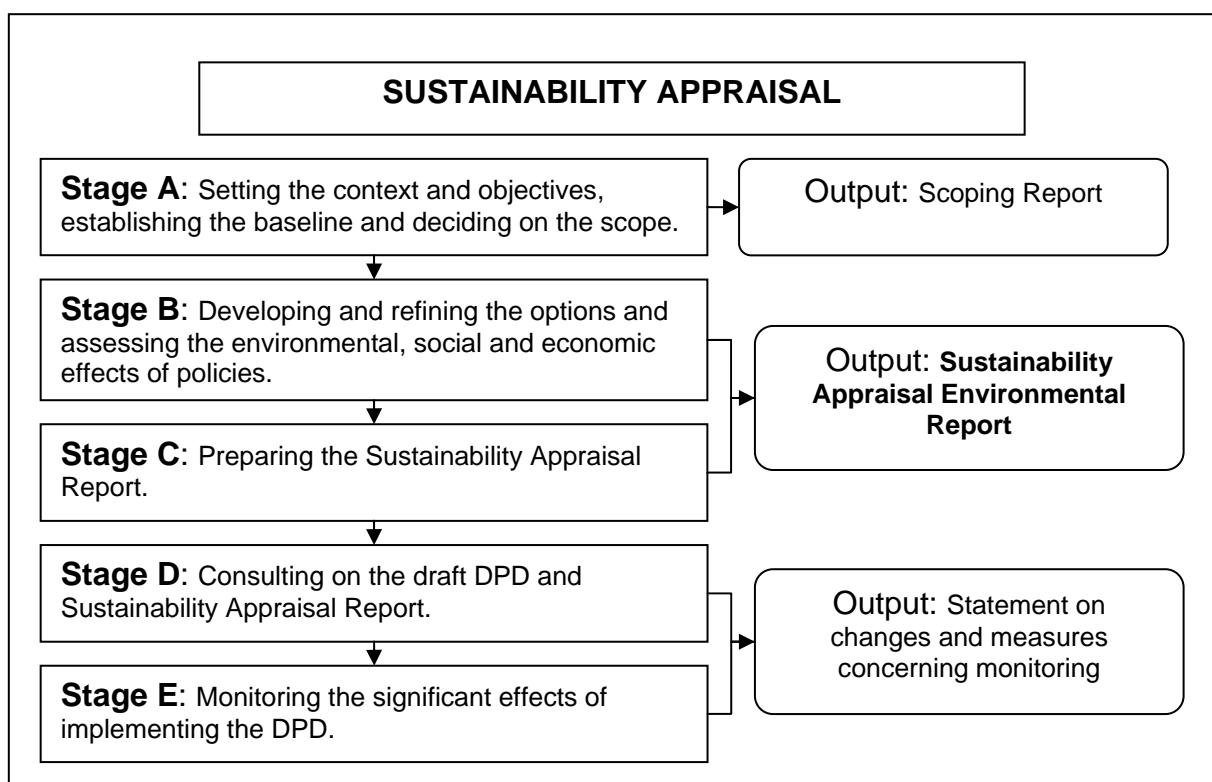 SUSTAINABILITY APPRAISAL
Stage A: Setting the context and objectives,
establishing the baseline and deciding on the scope.
Output: Scoping Report
Stage B: Developing and refining the options and
assessing the environmental, social and economic
effects of policies.
Output: Sustainability
Appraisal Environmental
Report
Stage C: Preparing the Sustainability Appraisal
Report.
Stage D: Consulting on the draft DPD and
Sustainability Appraisal Report.
Output: Statement on
changes and measures
concerning monitoring
Stage E: Monitoring the significant effects of
implementing the DPD.